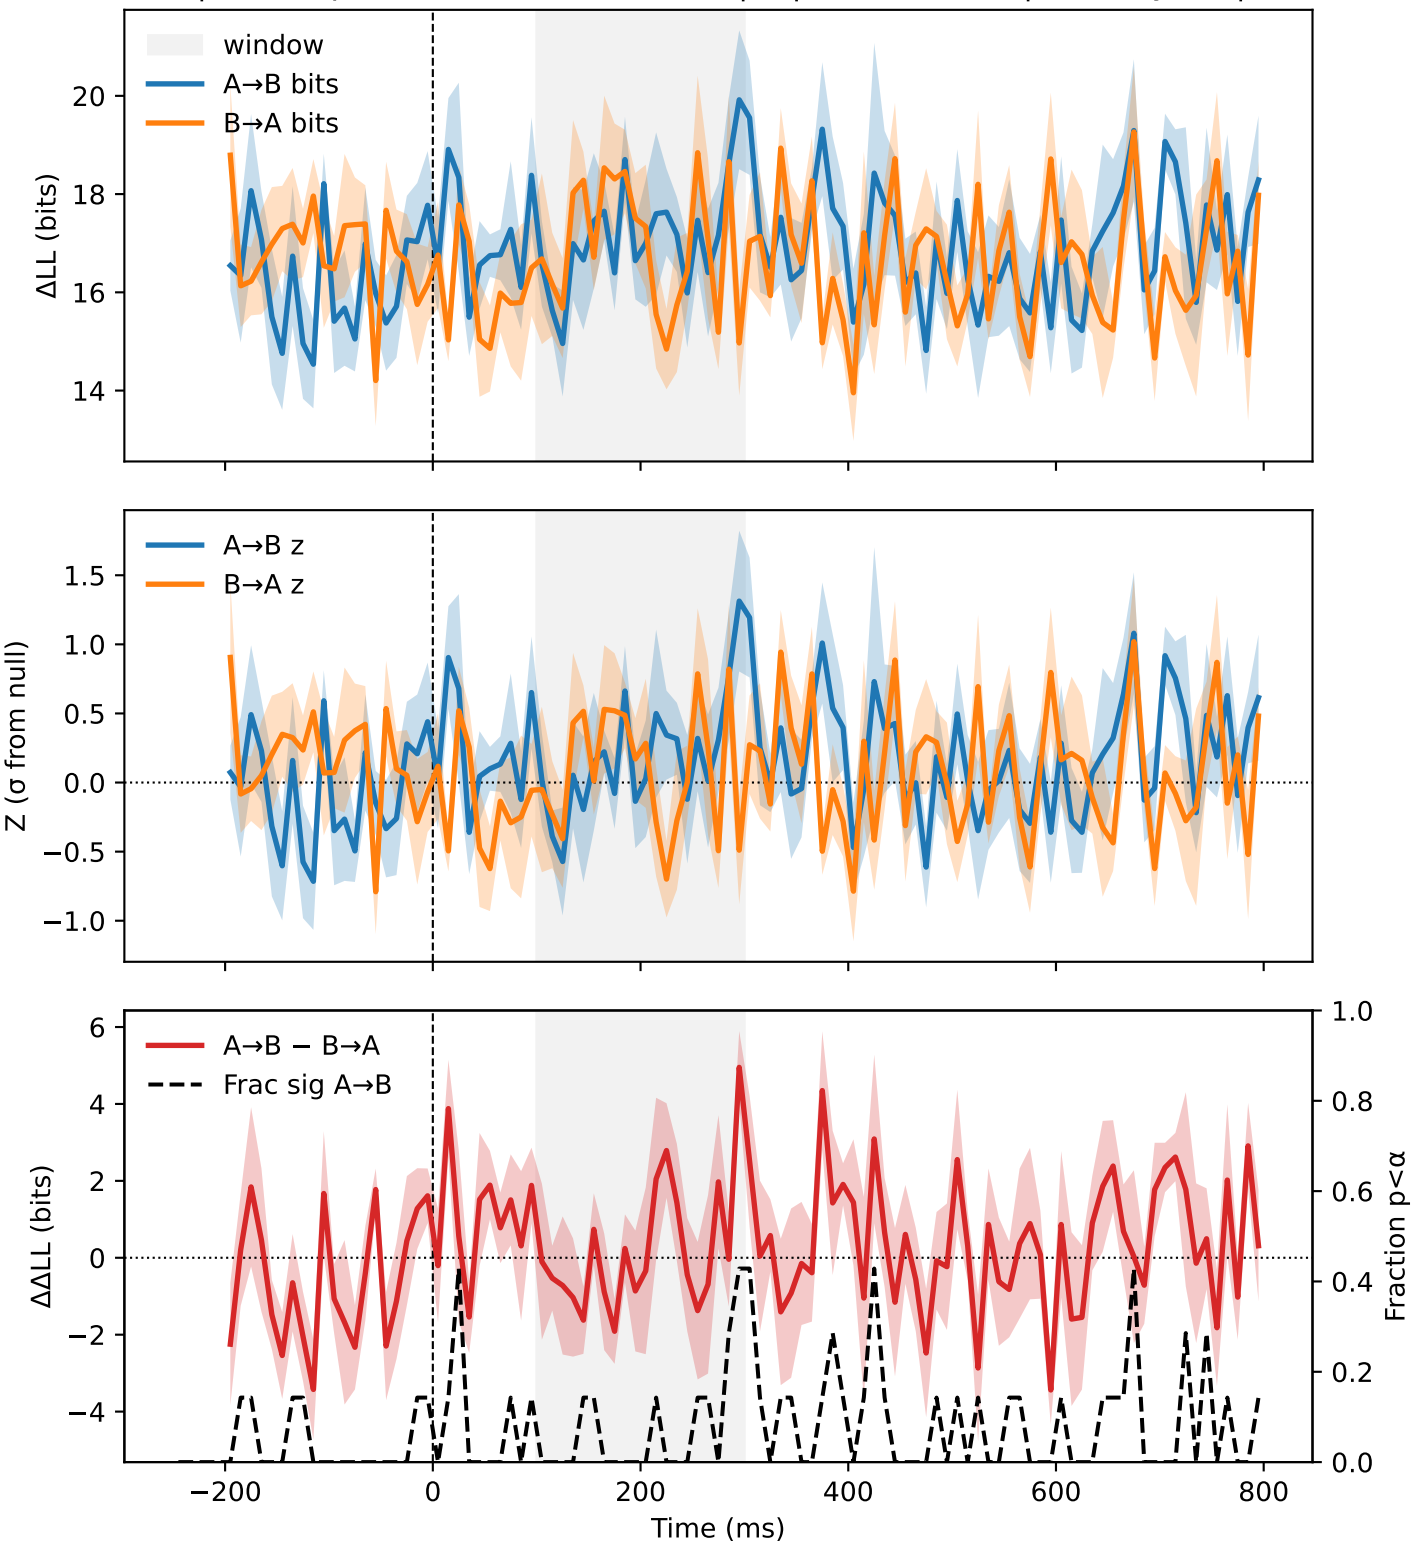 window
A→B bits
B→A bits
20
18
16
14
ΔLL (bits)
A→B z
B→A z
1.5
1.0
0.5
0.0
−0.5
−1.0
Z (σ from null)
A→B − B→A
Frac sig A→B
6
4
2
0
−2
−4
ΔΔLL (bits)
1.0
0.8
0.6
0.4
0.2
0.0
Fraction p<α
−200 0 200 400 600 800
Time (ms)